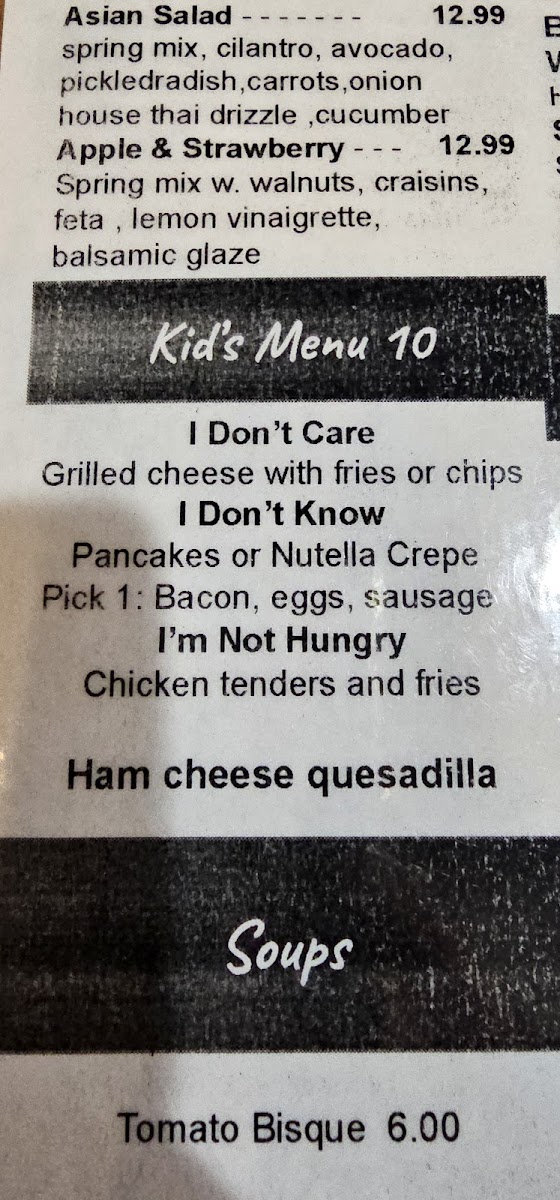 Asian Salad - - - - - - - 12.99
spring mix, cilantro, avocado,
pickledradish,carrots,onion
house thai drizzle ,cucumber
Apple & Strawberry - - - 12.99
Spring mix w. walnuts, craisins,
feta , lemon vinaigrette,
balsamic glaze
Kid's Menu 10
I Don't Care
Grilled cheese with fries or chips
I Don't Know
Pancakes or Nutella Crepe
Pick 1: Bacon, eggs, sausage
I'm Not Hungry
Chicken tenders and fries
Ham cheese quesadilla
Soups
Tomato Bisque 6.00